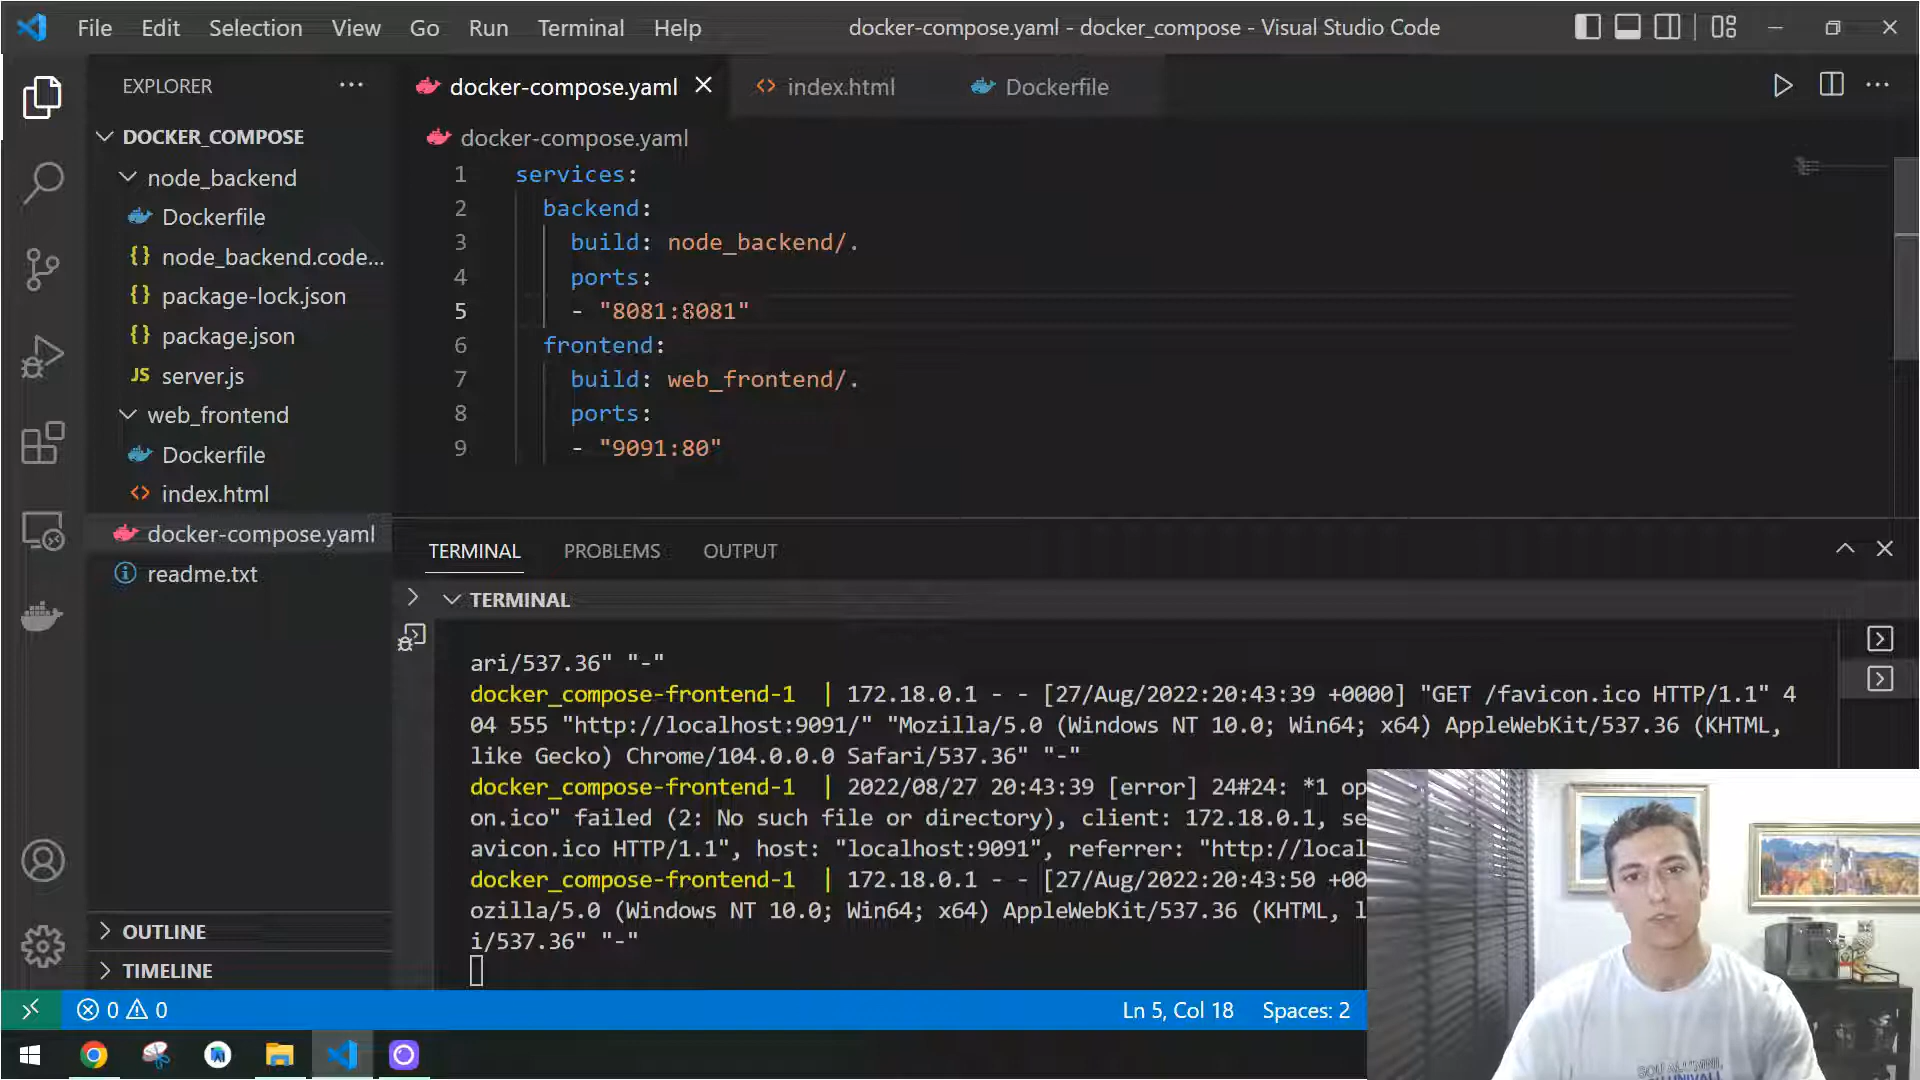 File Edit Selection View Go Run Terminal Help
docker-compose.yaml - docker_compose - Visual Studio Code
EXPLORER
DOCKER_COMPOSE
node_backend
Dockerfile
node_backend.code...
package-lock.json
package.json
JS server.js
web_frontend
Dockerfile
index.html
docker-compose.yaml
readme.txt
OUTLINE
TIMELINE
docker-compose.yaml index.html Dockerfile
docker-compose.yaml
1 services:
2 backend:
3 build: node_backend/.
4 ports:
5 - "8081:8081"
6 frontend:
7 build: web_frontend/.
8 ports:
9 - "9091:80"
TERMINAL PROBLEMS OUTPUT
TERMINAL
ari/537.36" "-"
docker_compose-frontend-1 | 172.18.0.1 - - [27/Aug/2022:20:43:39 +0000] "GET /favicon.ico HTTP/1.1" 4
04 555 "http://localhost:9091/" "Mozilla/5.0 (Windows NT 10.0; Win64; x64) AppleWebKit/537.36 (KHTML,
like Gecko) Chrome/104.0.0.0 Safari/537.36" "-"
docker_compose-frontend-1 | 2022/08/27 20:43:39 [error] 24#24: *1 op
on.ico" failed (2: No such file or directory), client: 172.18.0.1, se
avicon.ico HTTP/1.1", host: "localhost:9091", referrer: "http://local
docker_compose-frontend-1 | 172.18.0.1 - - [27/Aug/2022:20:43:50 +00
ozilla/5.0 (Windows NT 10.0; Win64; x64) AppleWebKit/537.36 (KHTML, l
i/537.36" "-"
0 0
Ln 5, Col 18 Spaces: 2